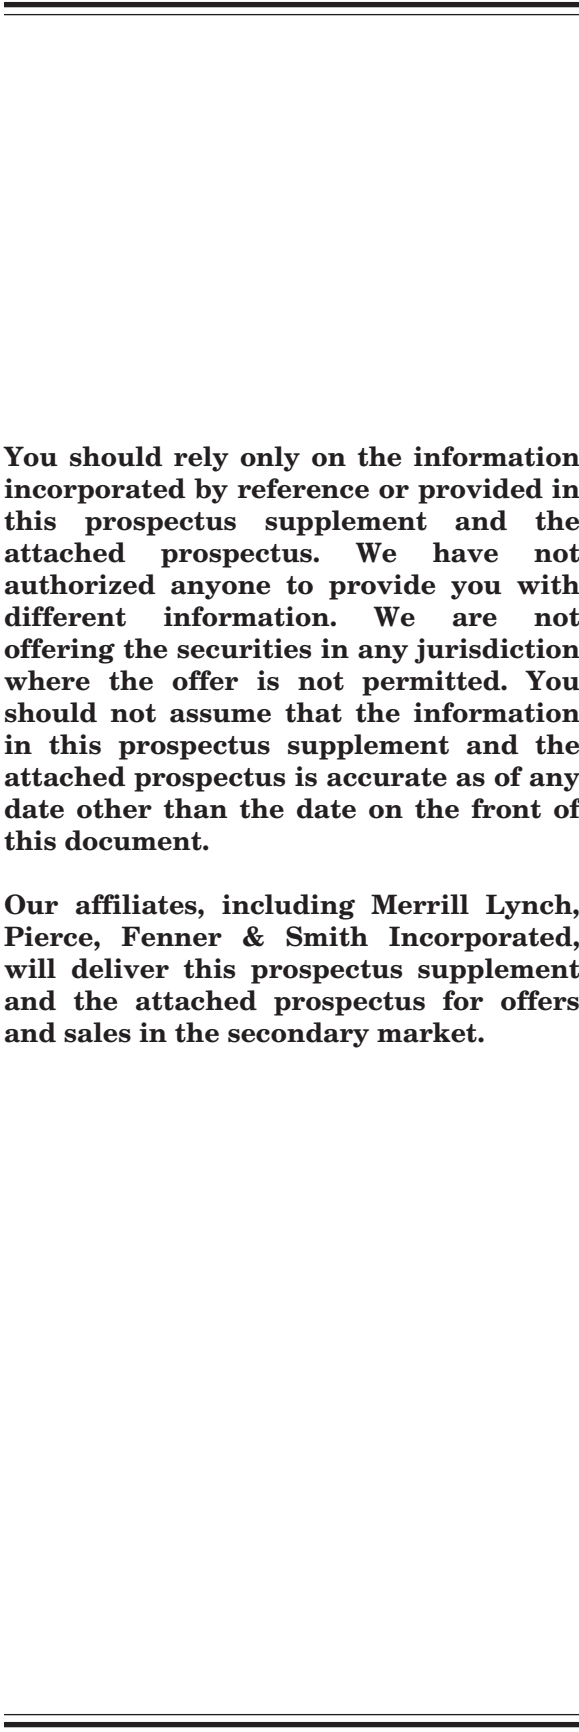 You should rely only on the information
incorporated by reference or provided in
this prospectus supplement and the
attached prospectus. We have not
authorized anyone to provide you with
different information. We are not
offering the securities in any jurisdiction
where the offer is not permitted. You
should not assume that the information
in this prospectus supplement and the
attached prospectus is accurate as of any
date other than the date on the front of
this document.
Our affiliates, including Merrill Lynch,
Pierce, Fenner & Smith Incorporated,
will deliver this prospectus supplement
and the attached prospectus for offers
and sales in the secondary market.